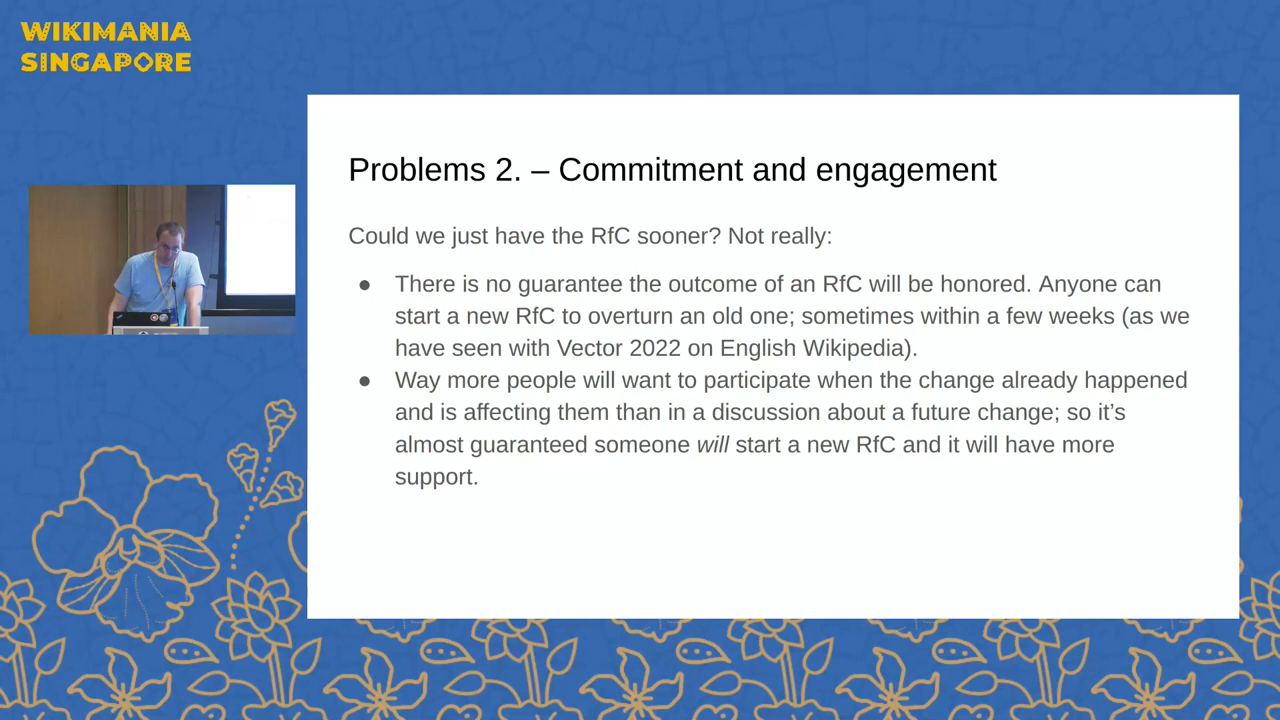 WIKIMANIA
SINGAPORE
Problems 2. – Commitment and engagement
Could we just have the RfC sooner? Not really:
● There is no guarantee the outcome of an RfC will be honored. Anyone can
start a new RfC to overturn an old one; sometimes within a few weeks (as we
have seen with Vector 2022 on English Wikipedia).
● Way more people will want to participate when the change already happened
and is affecting them than in a discussion about a future change; so it’s
almost guaranteed someone will start a new RfC and it will have more
support.